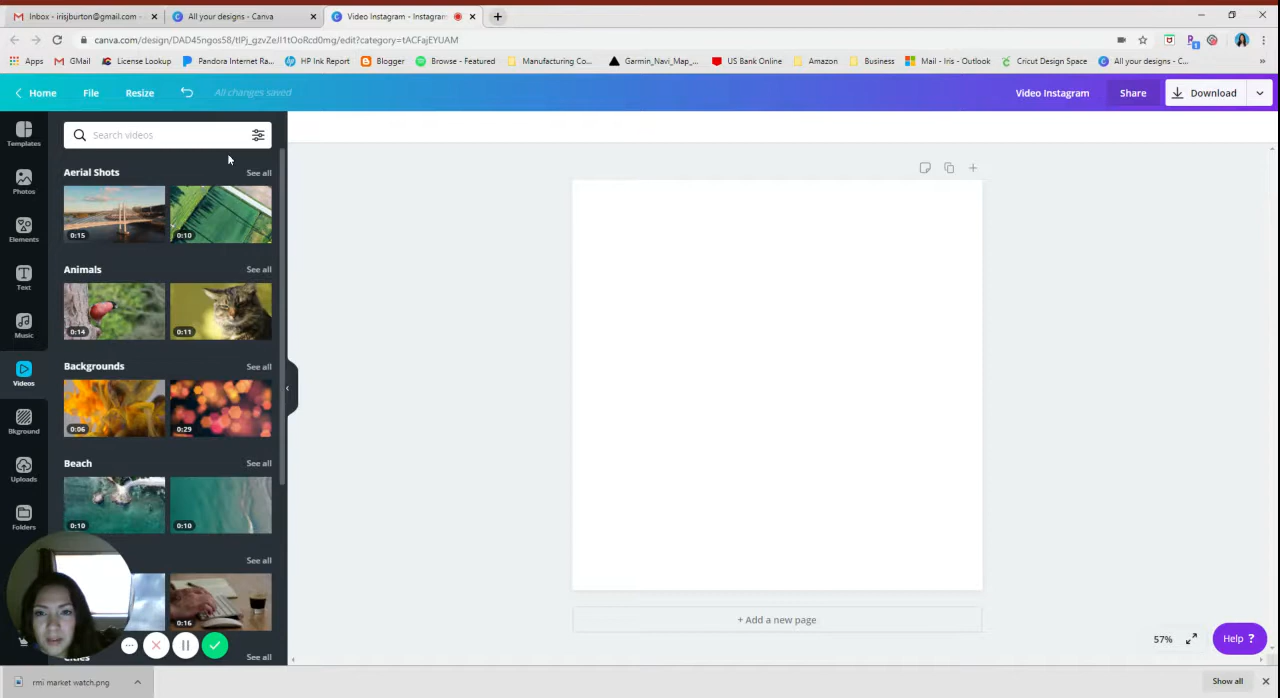 Inbox - irisjburton@gmail.com -
All your designs - Canva
Video Instagram - Instagram
canva.com/design/DAD45ngos58/tlPj_gzvZeJI1tOoRcd0mg/edit?category=tACFajEYUAM
Apps
GMail
License Lookup
Pandora Internet Ra...
HP Ink Report
Blogger
Browse - Featured
Manufacturing Co...
Garmin_Navi_Map_...
US Bank Online
Amazon
Business
Mail - Iris - Outlook
Cricut Design Space
All your designs - C...
Home
File
Resize
All changes saved
Video Instagram
Share
Download
Templates
Photos
Elements
Text
Music
Videos
Bkground
Uploads
Folders
Search videos
Aerial Shots See all
0:15 0:10
Animals See all
0:14 0:11
Backgrounds See all
0:06 0:29
Beach See all
0:10 0:10
See all
0:16
Cities See all
+ Add a new page
57%
Help ?
rmi market watch.png
Show all